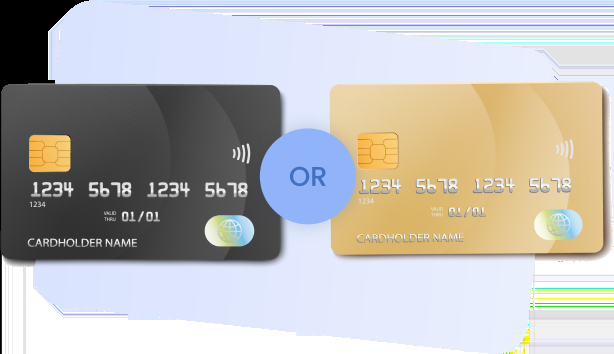 1234 5678 1234 5678
1234
VALID
THRU 01/01
CARDHOLDER NAME
OR
1234 5678 1234 5678
1234
VALID
THRU 01/01
CARDHOLDER NAME